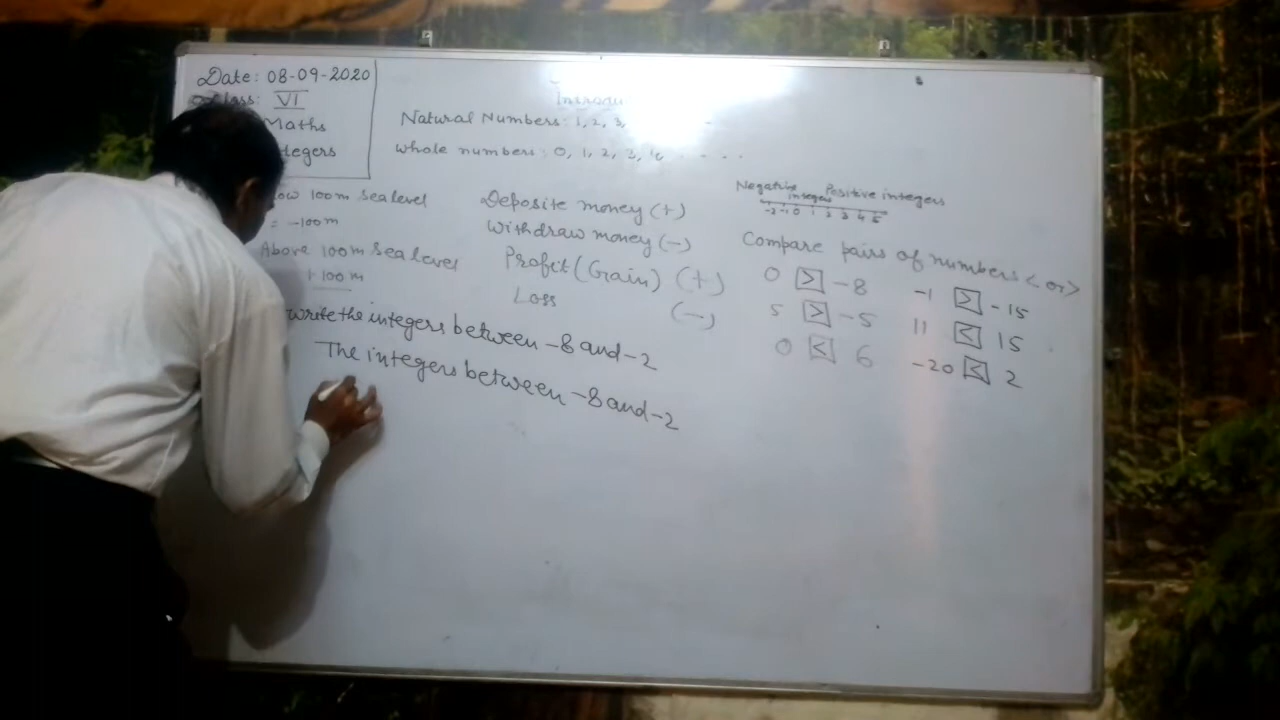 Date: 08-09-2020
Class: VI
Maths
tegers
Introdu
Natural Numbers: 1, 2, 3,
Whole numbers: 0, 1, 2, 3, 4, . . . .
low 100m sea level
= -100m
Above 100m sea level
+ 100 m
Deposite money (+)
Withdraw money (-)
Profit (Gain) (+)
Loss (-)
Negative integers Positive integers
-2 -1 0 1 2 3 4 5
Compare pairs of numbers < or >
0 > -8 -1 > -15
5 > -5 11 < 15
0 < 6 -20 < 2
write the integers between -8 and -2
The integers between -8 and -2